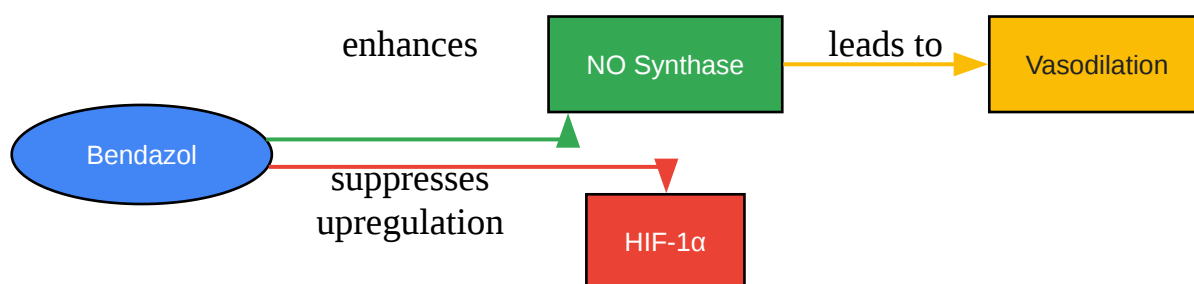 enhances
NO Synthase
leads to
Vasodilation
Bendazol
suppresses
upregulation
HIF-1α